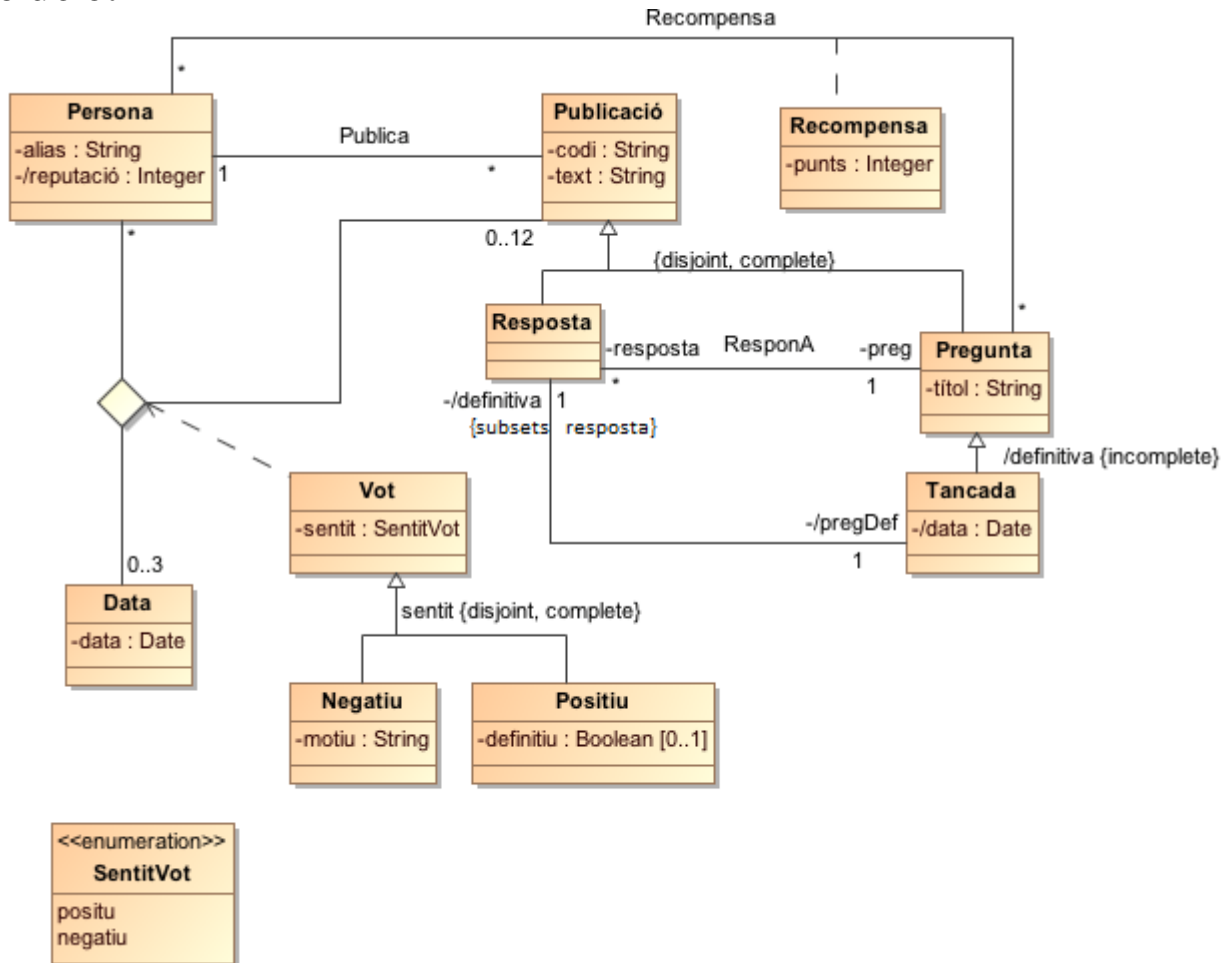 Recompensa
*
Persona
-alias : String
-/reputació : Integer
Publica
1
*
Publicació
-codi : String
-text : String
Recompensa
-punts : Integer
*
0..12
{disjoint, complete}
Resposta
-resposta
*
ResponA
-preg
1
*
Pregunta
-títol : String
-/definitiva
1
{subsets resposta}
/definitiva {incomplete}
Tancada
-/data : Date
-/pregDef
1
Vot
-sentit : SentitVot
0..3
Data
-data : Date
sentit {disjoint, complete}
Negatiu
-motiu : String
Positiu
-definitiu : Boolean [0..1]
<<enumeration>>
SentitVot
positu
negatiu